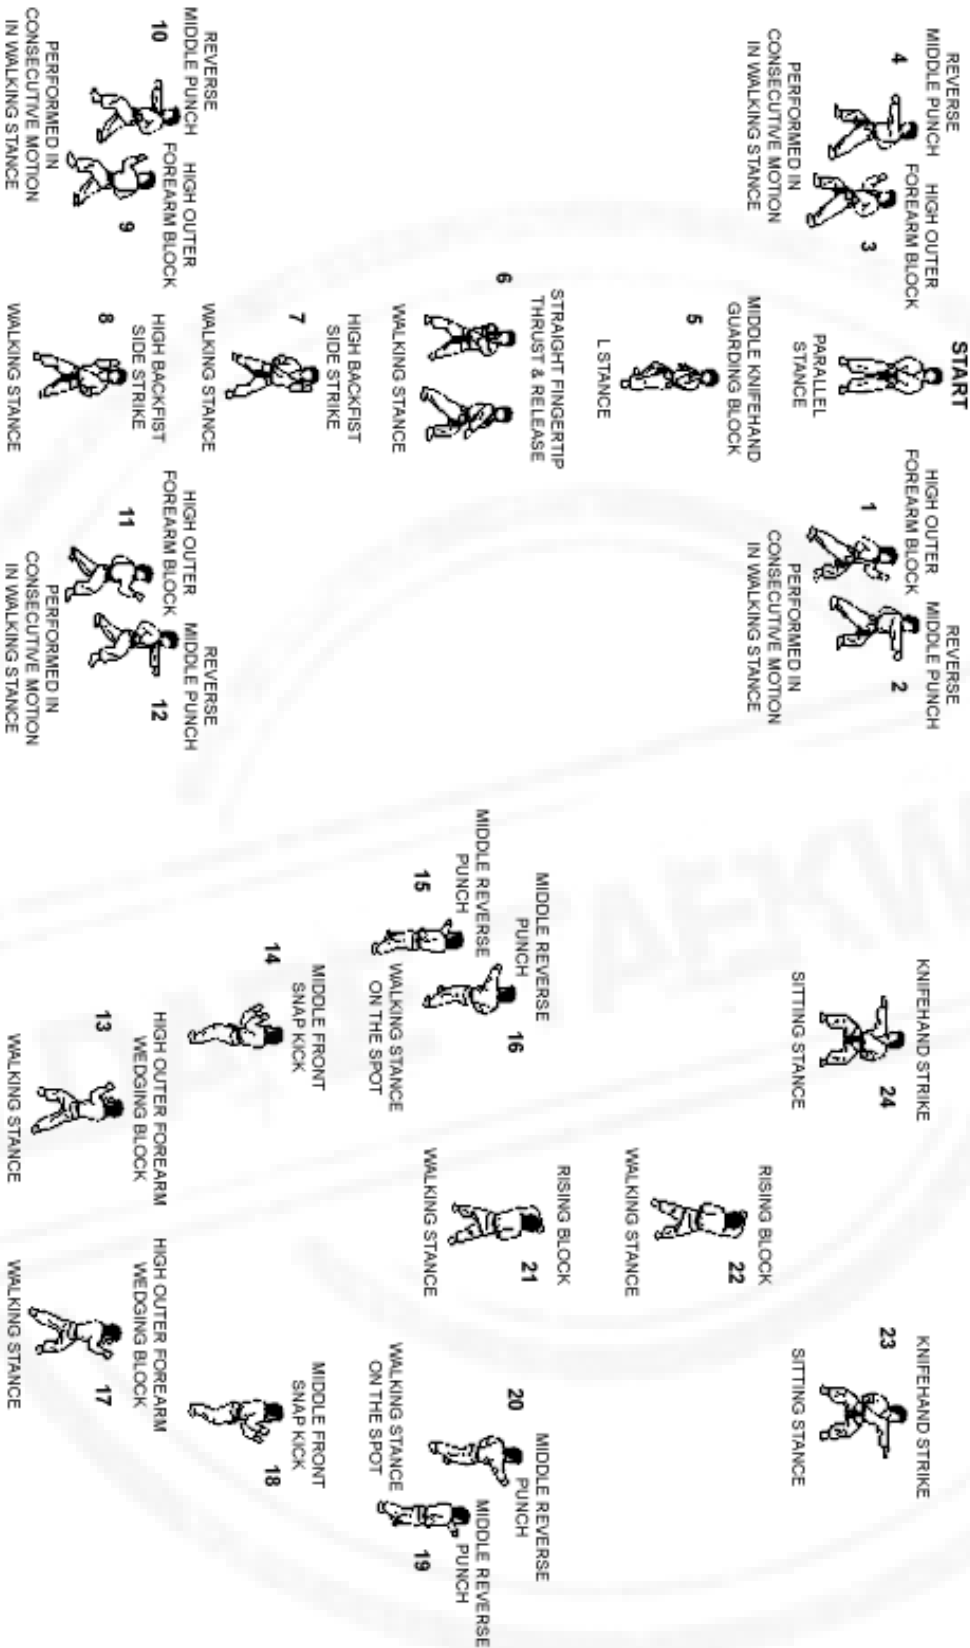 START
PARALLEL
STANCE
REVERSE
MIDDLE PUNCH
4
HIGH OUTER
FOREARM BLOCK
3
PERFORMED IN
CONSECUTIVE MOTION
IN WALKING STANCE
HIGH OUTER
FOREARM BLOCK
1
REVERSE
MIDDLE PUNCH
2
PERFORMED IN
CONSECUTIVE MOTION
IN WALKING STANCE
MIDDLE KNIFEHAND
GUARDING BLOCK
5
L STANCE
STRAIGHT FINGERTIP
THRUST & RELEASE
6
WALKING STANCE
HIGH BACKFIST
SIDE STRIKE
7
WALKING STANCE
REVERSE
MIDDLE PUNCH
10
HIGH OUTER
FOREARM BLOCK
9
PERFORMED IN
CONSECUTIVE MOTION
IN WALKING STANCE
HIGH BACKFIST
SIDE STRIKE
8
WALKING STANCE
HIGH OUTER
FOREARM BLOCK
11
REVERSE
MIDDLE PUNCH
12
PERFORMED IN
CONSECUTIVE MOTION
IN WALKING STANCE
KNIFEHAND STRIKE
24
SITTING STANCE
KNIFEHAND STRIKE
23
SITTING STANCE
RISING BLOCK
22
WALKING STANCE
RISING BLOCK
21
WALKING STANCE
MIDDLE REVERSE
PUNCH
16
MIDDLE REVERSE
PUNCH
15
WALKING STANCE
ON THE SPOT
MIDDLE REVERSE
PUNCH
20
MIDDLE REVERSE
PUNCH
19
WALKING STANCE
ON THE SPOT
MIDDLE FRONT
SNAP KICK
14
MIDDLE FRONT
SNAP KICK
18
HIGH OUTER FOREARM
WEDGING BLOCK
13
WALKING STANCE
HIGH OUTER FOREARM
WEDGING BLOCK
17
WALKING STANCE